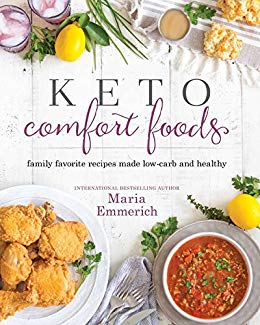 KETO
comfort foods
family favorite recipes made low-carb and healthy
INTERNATIONAL BESTSELLING AUTHOR
Maria
Emmerich